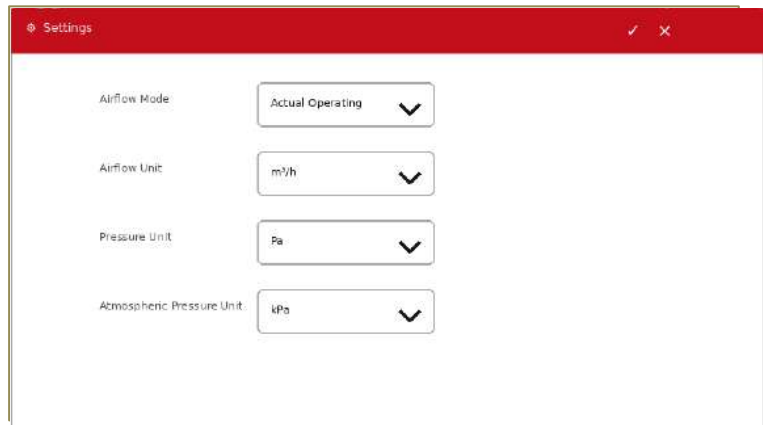 Settings
Airflow Mode
Actual Operating
Airflow Unit
m³/h
Pressure Unit
Pa
Atmospheric Pressure Unit
kPa